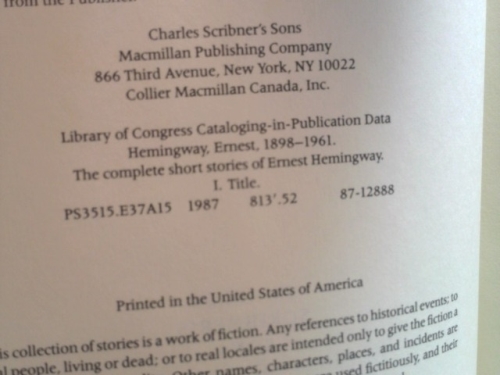 from the Publisher.
Charles Scribner's Sons
Macmillan Publishing Company
866 Third Avenue, New York, NY 10022
Collier Macmillan Canada, Inc.
Library of Congress Cataloging-in-Publication Data
Hemingway, Ernest, 1898–1961.
The complete short stories of Ernest Hemingway.
I. Title.
PS3515.E37A15 1987 813'.52 87-12888
Printed in the United States of America
collection of stories is a work of fiction. Any references to historical events; to
people, living or dead; or to real locales are intended only to give the fiction a
Other names, characters, places, and incidents are
used fictitiously, and their